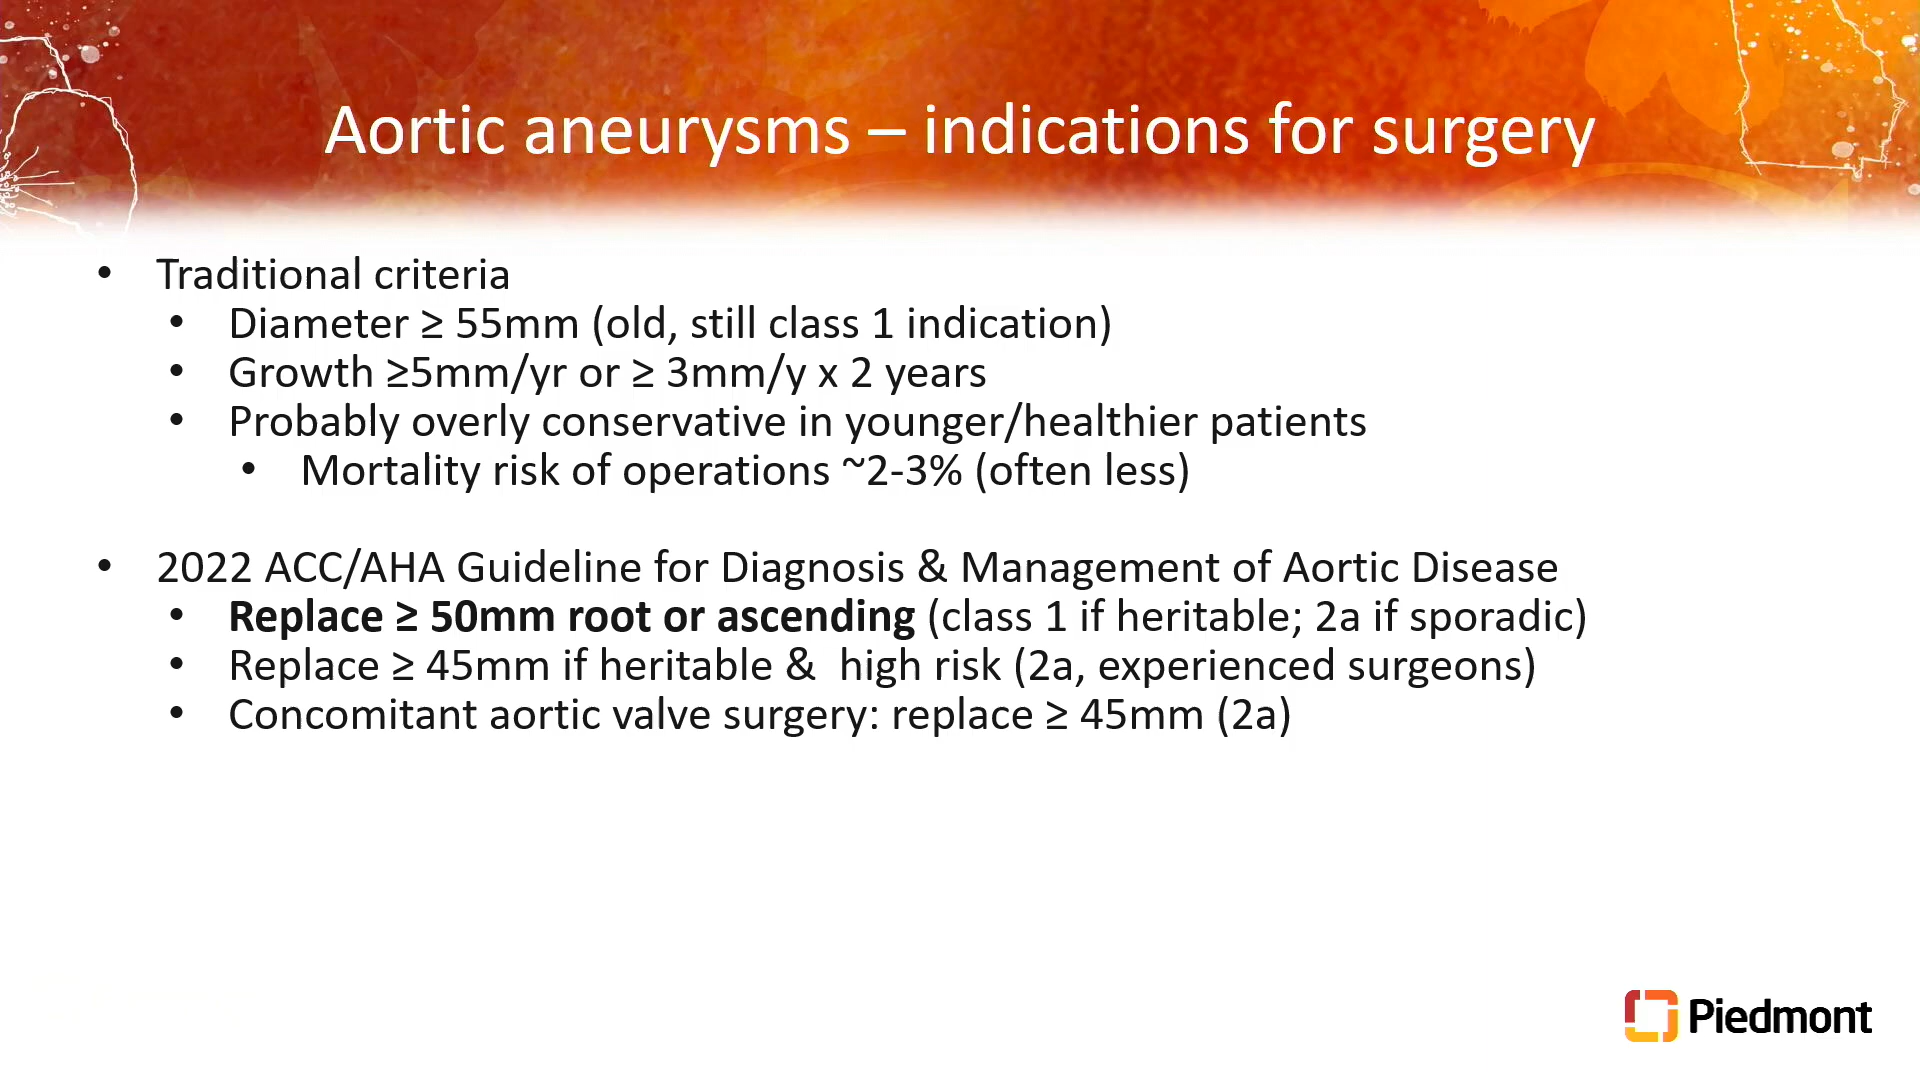 Aortic aneurysms – indications for surgery
• Traditional criteria
• Diameter ≥ 55mm (old, still class 1 indication)
• Growth ≥5mm/yr or ≥ 3mm/y x 2 years
• Probably overly conservative in younger/healthier patients
• Mortality risk of operations ~2-3% (often less)
• 2022 ACC/AHA Guideline for Diagnosis & Management of Aortic Disease
• Replace ≥ 50mm root or ascending (class 1 if heritable; 2a if sporadic)
• Replace ≥ 45mm if heritable &  high risk (2a, experienced surgeons)
• Concomitant aortic valve surgery: replace ≥ 45mm (2a)
Piedmont